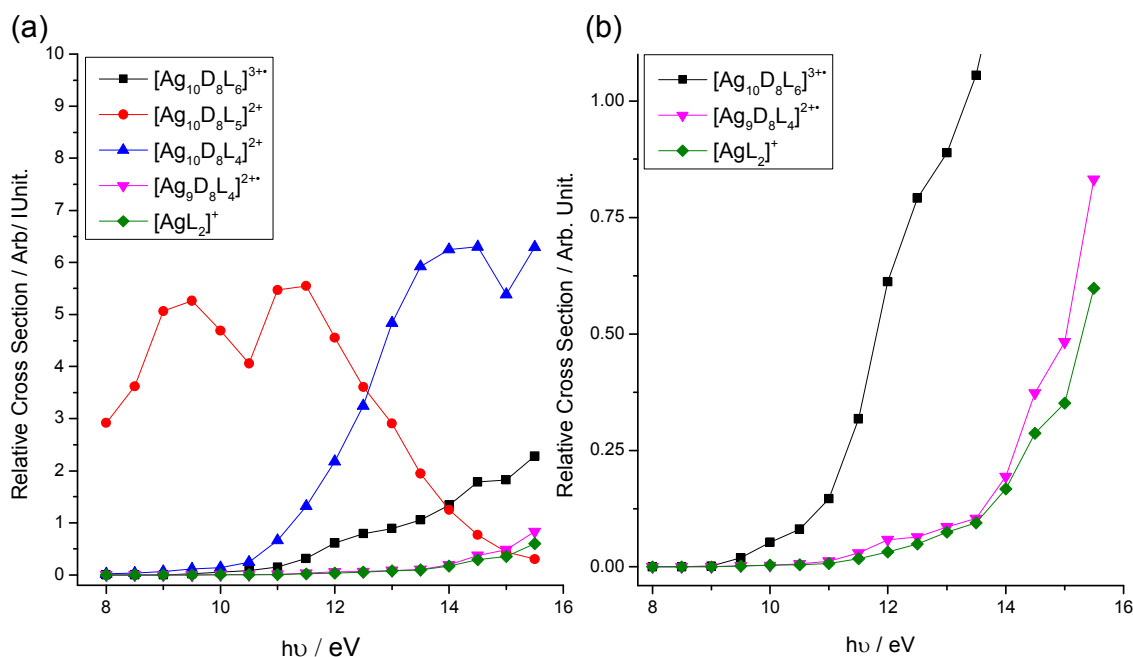 (a)
[Ag₁₀D₈L₆]³⁺•
[Ag₁₀D₈L₅]²⁺
[Ag₁₀D₈L₄]²⁺
[Ag₉D₈L₄]²⁺•
[AgL₂]⁺
Relative Cross Section / Arb/ lUnit.
10
9
8
7
6
5
4
3
2
1
0
8
10
12
14
16
hυ / eV
(b)
[Ag₁₀D₈L₆]³⁺•
[Ag₉D₈L₄]²⁺•
[AgL₂]⁺
Relative Cross Section / Arb. Unit.
1.00
0.75
0.50
0.25
0.00
8
10
12
14
16
hυ / eV